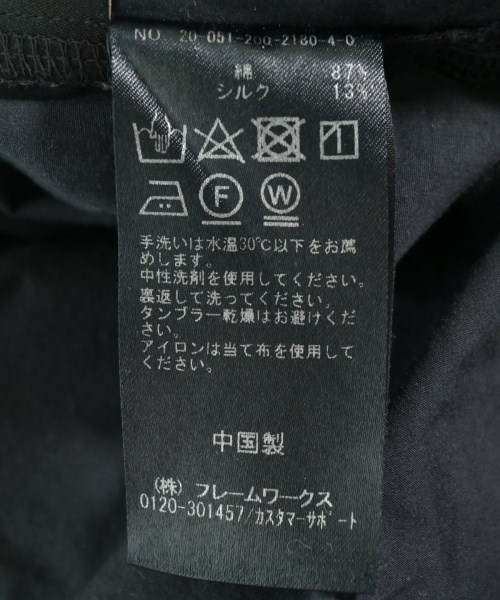 NO 20-051-200-2180-4-0
綿 87%
シルク 13%
F W
手洗いは水温30℃以下をお薦
めします。
中性洗剤を使用してください。
裏返して洗ってください。
タンブラー乾燥はお避けくだ
さい。
アイロンは当て布を使用して
ください。
中国製
(株) フレームワークス
0120-301457/カスタマーサポート